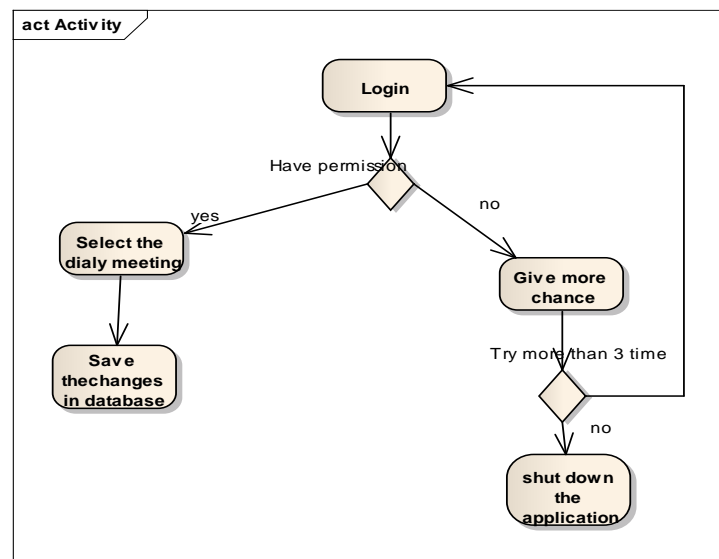 act Activity
Login
Have permission
yes
no
Select the
dialy meeting
Give more
chance
Save
thechanges
in database
Try more than 3 time
no
shut down
the
application